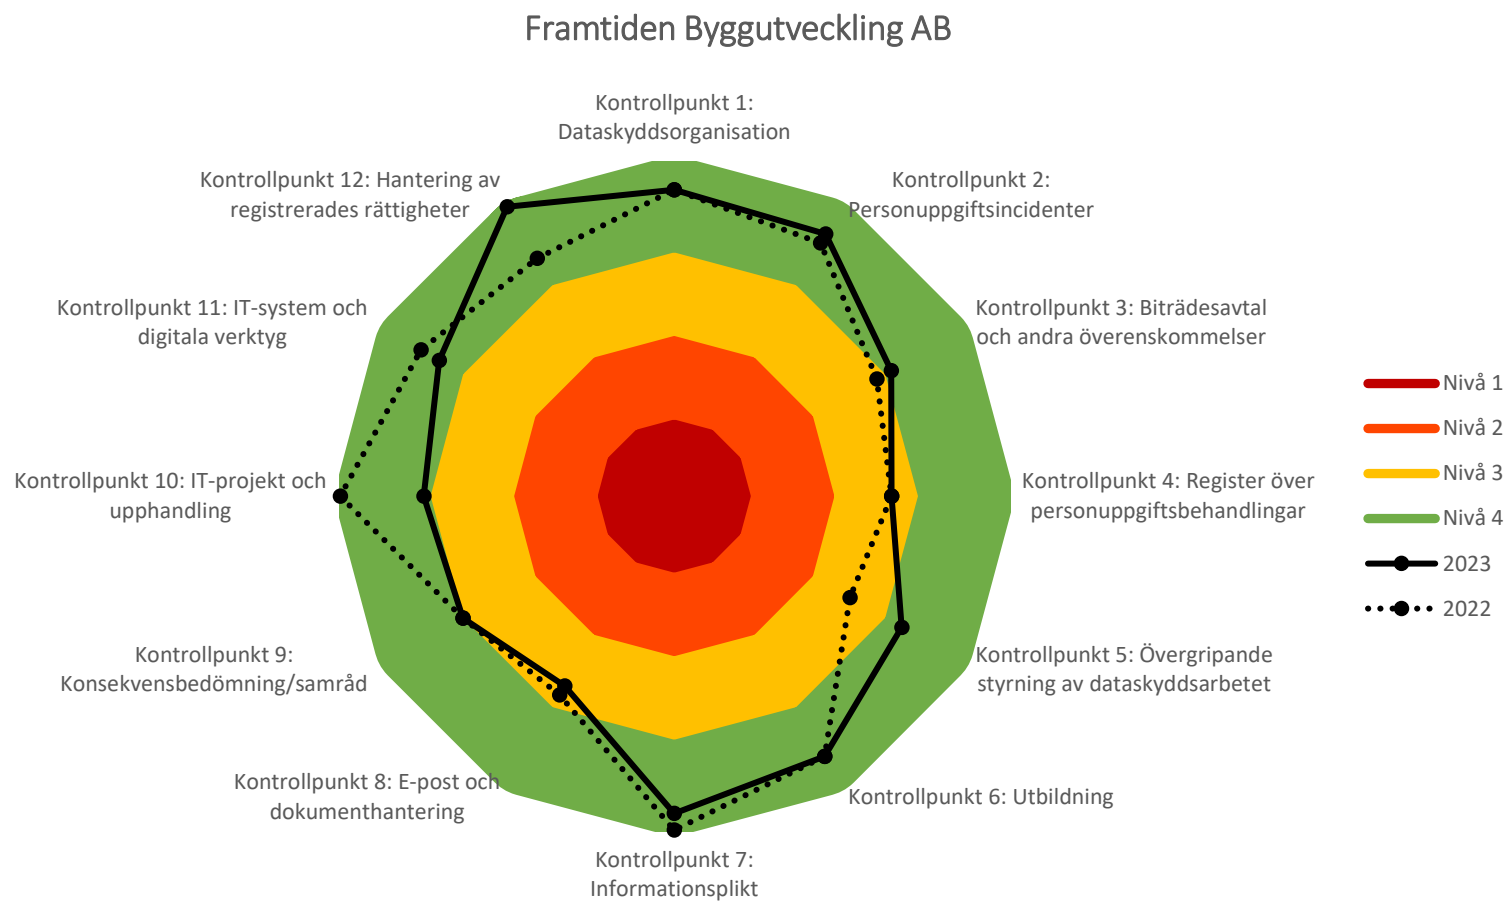 Framtiden Byggutveckling AB
Kontrollpunkt 1:
Dataskyddsorganisation
Kontrollpunkt 2:
Personuppgiftsincidenter
Kontrollpunkt 3: Biträdesavtal
och andra överenskommelser
Kontrollpunkt 4: Register över
personuppgiftsbehandlingar
Kontrollpunkt 5: Övergripande
styrning av dataskyddsarbetet
Kontrollpunkt 6: Utbildning
Kontrollpunkt 7:
Informationsplikt
Kontrollpunkt 8: E-post och
dokumenthantering
Kontrollpunkt 9:
Konsekvensbedömning/samråd
Kontrollpunkt 10: IT-projekt och
upphandling
Kontrollpunkt 11: IT-system och
digitala verktyg
Kontrollpunkt 12: Hantering av
registrerades rättigheter
Nivå 1
Nivå 2
Nivå 3
Nivå 4
2023
2022